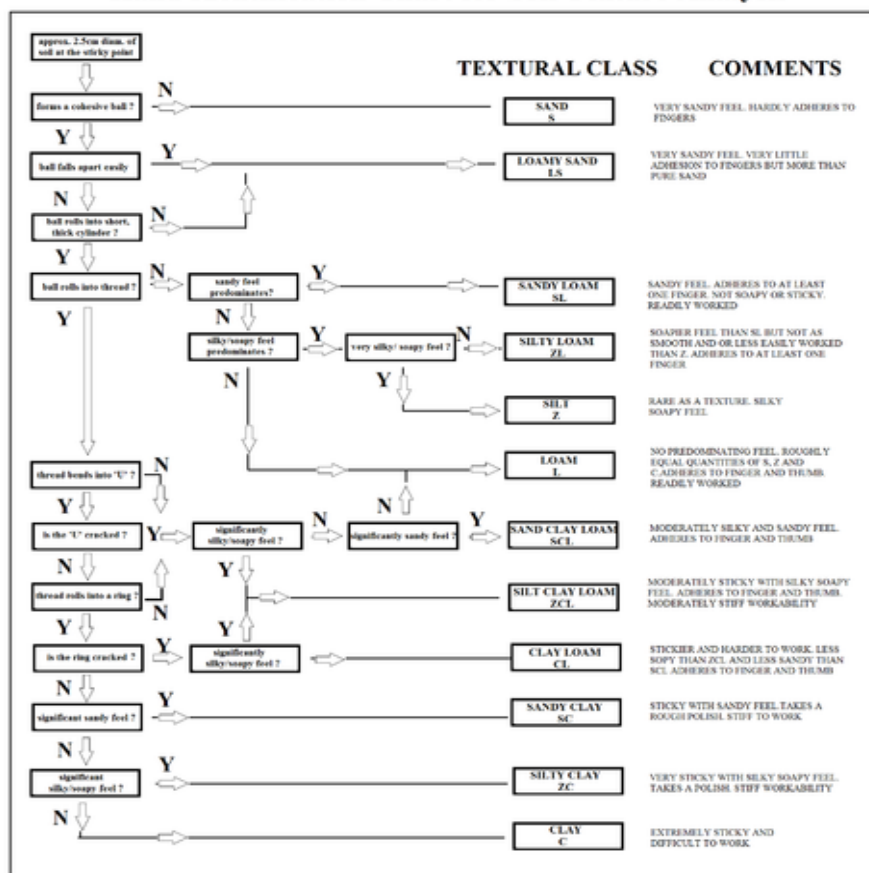 approx. 2.5cm diam. of
soil at the sticky point
TEXTURAL CLASS
COMMENTS
forms a cohesive ball ?
N
SAND
S
VERY SANDY FEEL. HARDLY ADHERES TO
FINGERS
Y
ball falls apart easily
Y
LOAMY SAND
LS
VERY SANDY FEEL. VERY LITTLE
ADHESION TO FINGERS BUT MORE THAN
PURE SAND
N
ball rolls into short,
thick cylinder ?
N
Y
ball rolls into thread ?
N
sandy feel
predominates?
Y
SANDY LOAM
SL
SANDY FEEL. ADHERES TO AT LEAST
ONE FINGER. NOT SOAPY OR STICKY.
READILY WORKED
Y
N
silky/soapy feel
predominates ?
Y
very silky/ soapy feel ?
N
SILTY LOAM
ZL
SOAPIER FEEL THAN SL BUT NOT AS
SMOOTH AND OR LESS EASILY WORKED
THAN Z. ADHERES TO AT LEAST ONE
FINGER
N
Y
SILT
Z
RARE AS A TEXTURE. SILKY
SOAPY FEEL
thread bends into 'U' ?
N
LOAM
L
NO PREDOMINATING FEEL. ROUGHLY
EQUAL QUANTITIES OF S, Z AND
C.ADHERES TO FINGER AND THUMB.
READILY WORKED
Y
N
is the 'U' cracked ?
Y
significantly
silky/soapy feel ?
N
significantly sandy feel ?
Y
SAND CLAY LOAM
SCL
MODERATELY SILKY AND SANDY FEEL.
ADHERES TO FINGER AND THUMB
N
Y
thread rolls into a ring ?
N
SILT CLAY LOAM
ZCL
MODERATELY STICKY WITH SILKY SOAPY
FEEL. ADHERES TO FINGER AND THUMB.
MODERATELY STIFF WORKABILITY
Y
Y
is the ring cracked ?
Y
significantly
silky/soapy feel ?
CLAY LOAM
CL
STICKIER AND HARDER TO WORK. LESS
SOPY THAN ZCL AND LESS SANDY THAN
SCL ADHERES TO FINGER AND THUMB
N
significant sandy feel ?
Y
SANDY CLAY
SC
STICKY WITH SANDY FEEL.TAKES A
ROUGH POLISH. STIFF TO WORK
N
significant
silky/soapy feel ?
Y
SILTY CLAY
ZC
VERY STICKY WITH SILKY SOAPY FEEL.
TAKES A POLISH. STIFF WORKABILITY
N
CLAY
C
EXTREMELY STICKY AND
DIFFICULT TO WORK